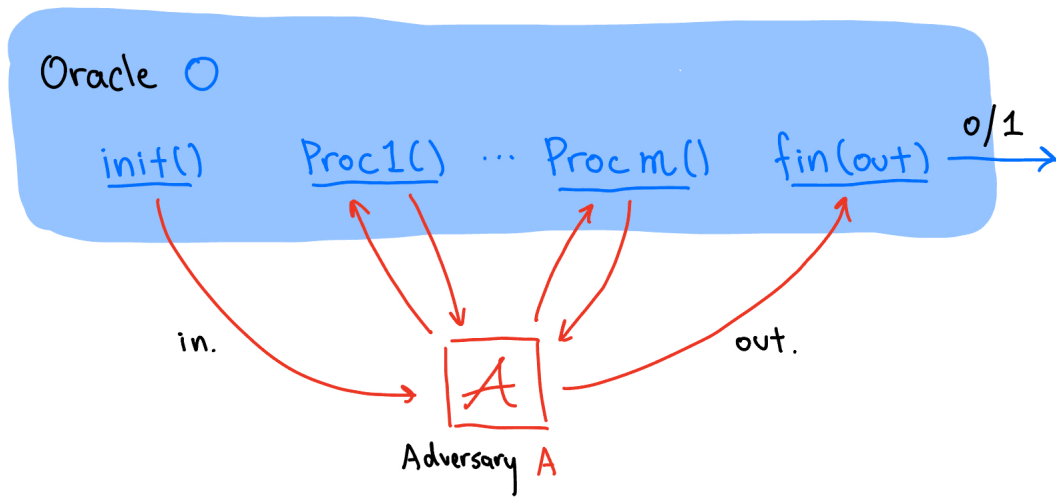 Oracle O
0/1
init() Proc1() ... Proc m() fin(out)
in.
out.
A
Adversary A